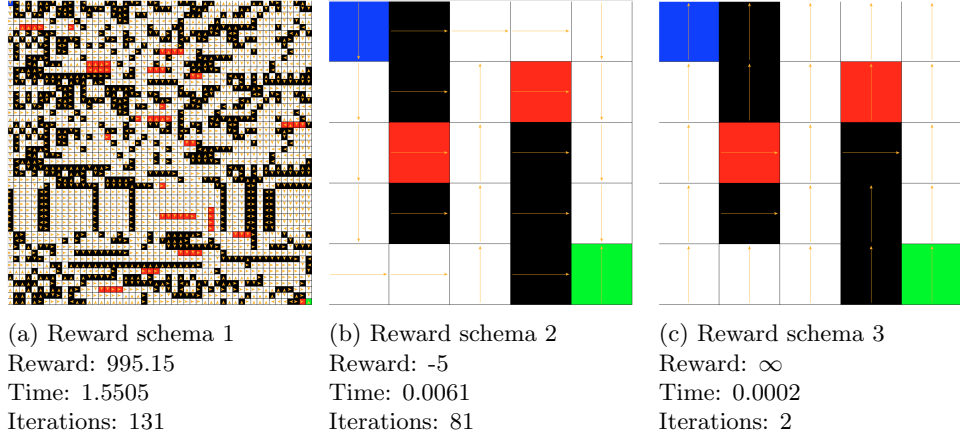 (a) Reward schema 1
Reward: 995.15
Time: 1.5505
Iterations: 131
(b) Reward schema 2
Reward: -5
Time: 0.0061
Iterations: 81
(c) Reward schema 3
Reward: ∞
Time: 0.0002
Iterations: 2